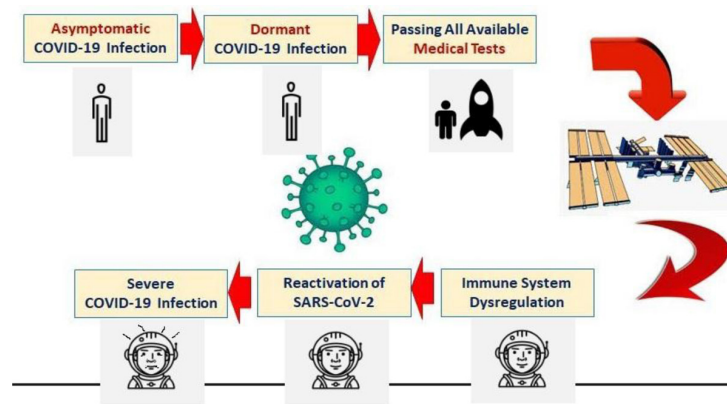 Asymptomatic
COVID-19 Infection
Dormant
COVID-19 Infection
Passing All Available
Medical Tests
Severe
COVID-19 Infection
Reactivation of
SARS-CoV-2
Immune System
Dysregulation